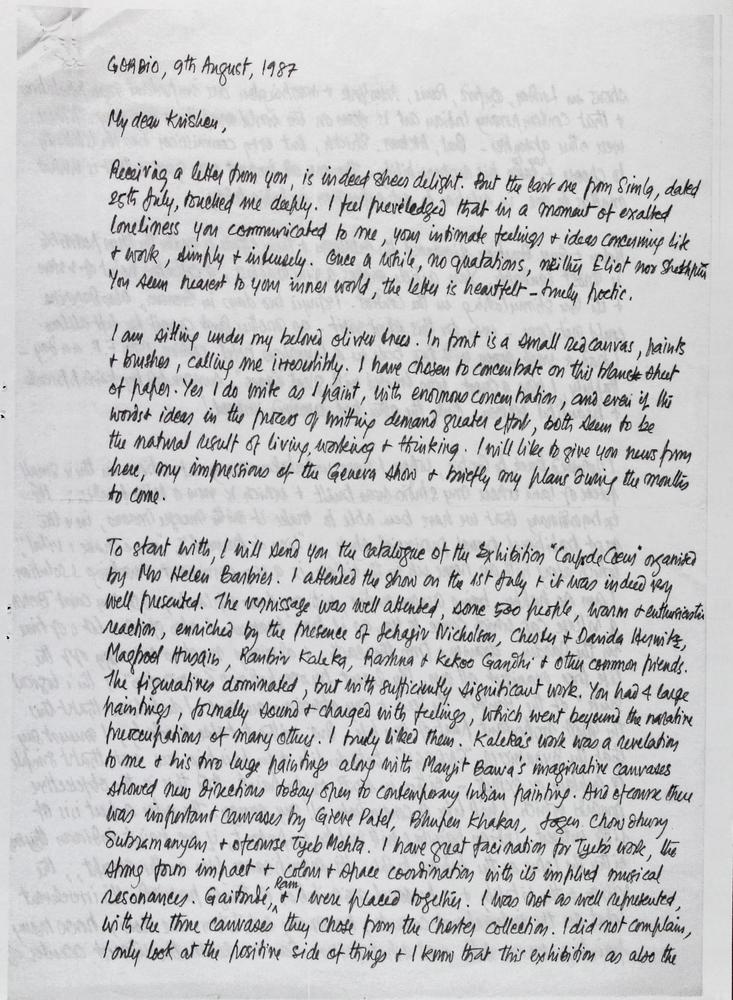 GORBIO, 9th August, 1987
My dear Krishen,
Receiving a letter from you, is indeed sheer delight. But the last one from Simla, dated
25th July, touched me deeply. I feel preveledged that in a moment of exalted
loneliness you communicated to me, your intimate feelings + ideas concerning life
+ work, simply + intensely. Once a while, no quatations, neither Eliot nor
You seem nearest to your inner world, the letter is heartfelt – truely poetic.
I am sitting under my beloved olivier trees. In front is a small red canvas, paints
+ brushes, calling me irresistibly. I have chosen to concentrate on this blank sheet
of paper. Yes I do write as I paint, with enormous concentration, and even if the
words + ideas in the process of writting demand greater effort, both seem to be
the natural result of living, working + thinking. I will like to give you news from
here, my impressions of the Geneva show + briefly my plans during the months
to come.
To start with, I will send you the catalogue of the Exhibition "Coup de Coeur" organised
by Mrs Helen Barbier. I attended the show on the 1st July + it was indeed very
well presented. The vernissage was well attended, some 500 people, warm + enthusiastic
reaction, enriched by the presence of Jehagir Nicholson, Chester + Davida Herwitz,
Maqbool Husain, Ranbir Kaleka, Rashna + Kekoo Gandhi + other common friends.
The figuratives dominated, but with sufficiently significant work. You had 4 large
paintings, formally sound + charged with feelings, which went beyound the narative
preoccupations of many others. I truly liked them. Kaleka's work was a revelation
to me + his two large paintings along with Manjit Bawa's imaginative canvases
showed new directions today open to contemporary Indian painting. And ofcourse there
was important canvases by Gieve Patel, Bhupen Khakar, Jogen Chowdhury
Subramanyan + ofcourse Tyeb Mehta. I have great facination for Tyeb's work, the
strong form impact + colour + space coordination with its implied musical
resonances. Gaitonde, Ram, + I were placed together. I was not as well represented,
with the three canvases they chose from the Chester collection. I did not complain,
I only look at the positive side of things + I know that this exhibition as also the